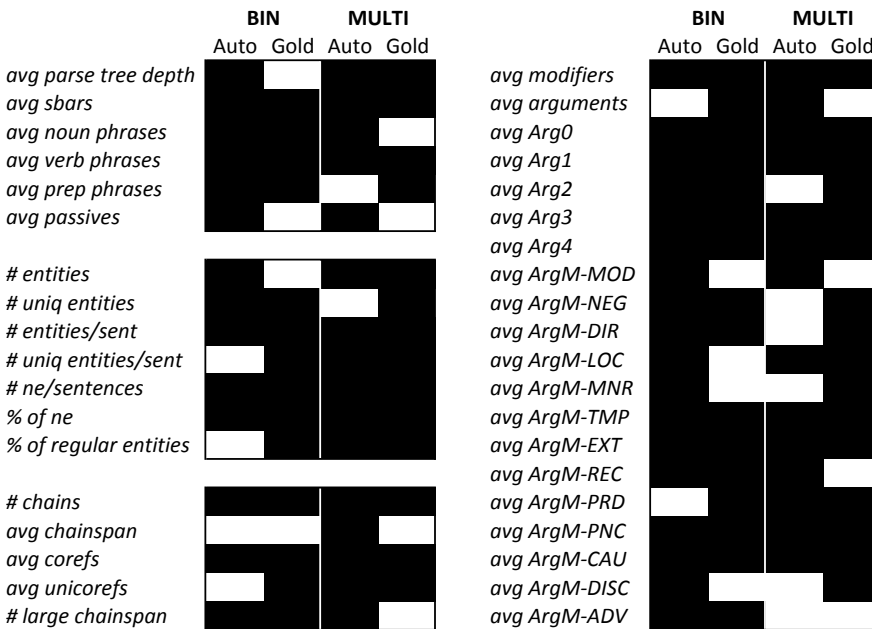 BIN MULTI
Auto Gold Auto Gold
avg parse tree depth
avg sbars
avg noun phrases
avg verb phrases
avg prep phrases
avg passives
# entities
# uniq entities
# entities/sent
# uniq entities/sent
# ne/sentences
% of ne
% of regular entities
# chains
avg chainspan
avg corefs
avg unicorefs
# large chainspan
BIN MULTI
Auto Gold Auto Gold
avg modifiers
avg arguments
avg Arg0
avg Arg1
avg Arg2
avg Arg3
avg Arg4
avg ArgM-MOD
avg ArgM-NEG
avg ArgM-DIR
avg ArgM-LOC
avg ArgM-MNR
avg ArgM-TMP
avg ArgM-EXT
avg ArgM-REC
avg ArgM-PRD
avg ArgM-PNC
avg ArgM-CAU
avg ArgM-DISC
avg ArgM-ADV